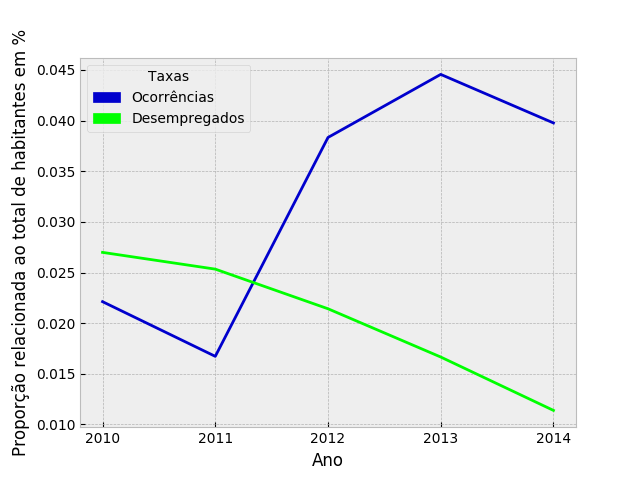 Proporção relacionada ao total de habitantes em %
0.045
0.040
0.035
0.030
0.025
0.020
0.015
0.010
Taxas
Ocorrências
Desempregados
2010 2011 2012 2013 2014
Ano